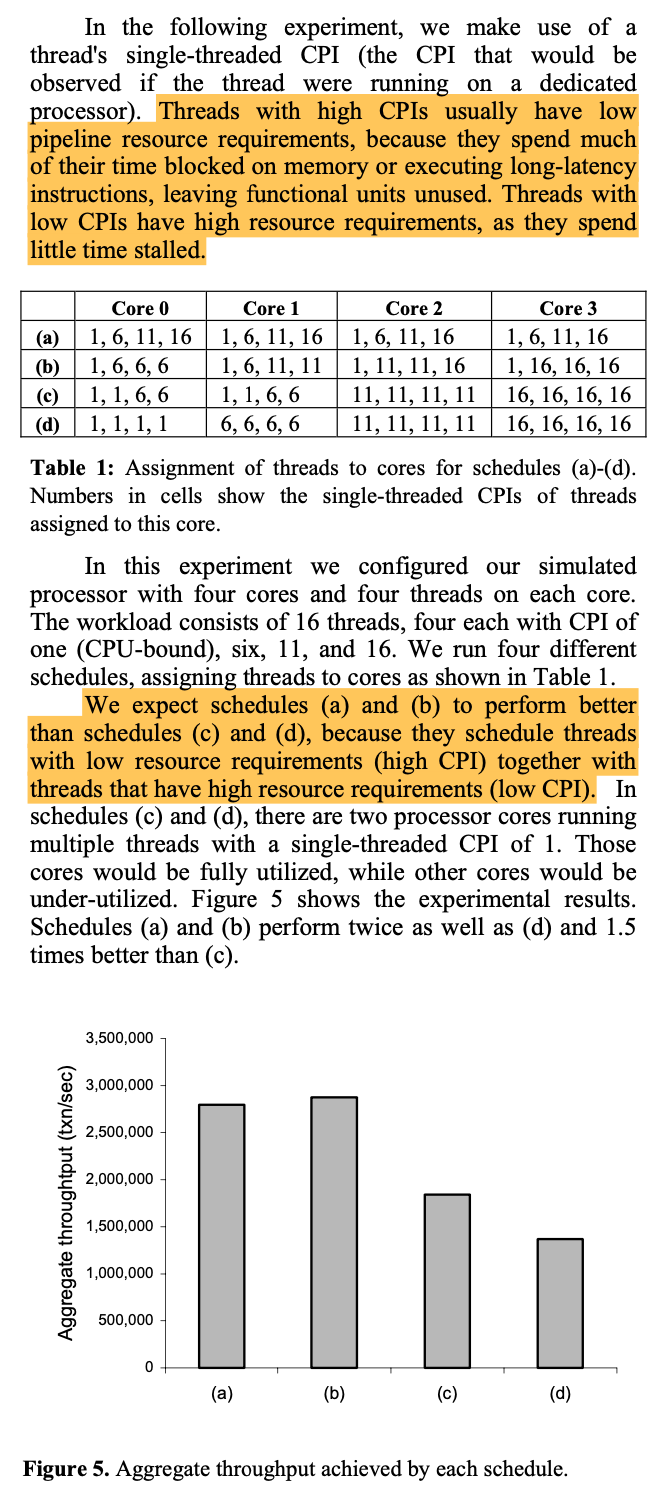 In the following experiment, we make use of a
thread's single-threaded CPI (the CPI that would be
observed if the thread were running on a dedicated
processor). Threads with high CPIs usually have low
pipeline resource requirements, because they spend much
of their time blocked on memory or executing long-latency
instructions, leaving functional units unused. Threads with
low CPIs have high resource requirements, as they spend
little time stalled.
Core 0 Core 1 Core 2 Core 3
(a) 1, 6, 11, 16 1, 6, 11, 16 1, 6, 11, 16 1, 6, 11, 16
(b) 1, 6, 6, 6 1, 6, 11, 11 1, 11, 11, 16 1, 16, 16, 16
(c) 1, 1, 6, 6 1, 1, 6, 6 11, 11, 11, 11 16, 16, 16, 16
(d) 1, 1, 1, 1 6, 6, 6, 6 11, 11, 11, 11 16, 16, 16, 16
Table 1: Assignment of threads to cores for schedules (a)-(d).
Numbers in cells show the single-threaded CPIs of threads
assigned to this core.
In this experiment we configured our simulated
processor with four cores and four threads on each core.
The workload consists of 16 threads, four each with CPI of
one (CPU-bound), six, 11, and 16. We run four different
schedules, assigning threads to cores as shown in Table 1.
We expect schedules (a) and (b) to perform better
than schedules (c) and (d), because they schedule threads
with low resource requirements (high CPI) together with
threads that have high resource requirements (low CPI). In
schedules (c) and (d), there are two processor cores running
multiple threads with a single-threaded CPI of 1. Those
cores would be fully utilized, while other cores would be
under-utilized. Figure 5 shows the experimental results.
Schedules (a) and (b) perform twice as well as (d) and 1.5
times better than (c).
Aggregate throughtput (txn/sec)
3,500,000
3,000,000
2,500,000
2,000,000
1,500,000
1,000,000
500,000
0
(a) (b) (c) (d)
Figure 5. Aggregate throughput achieved by each schedule.